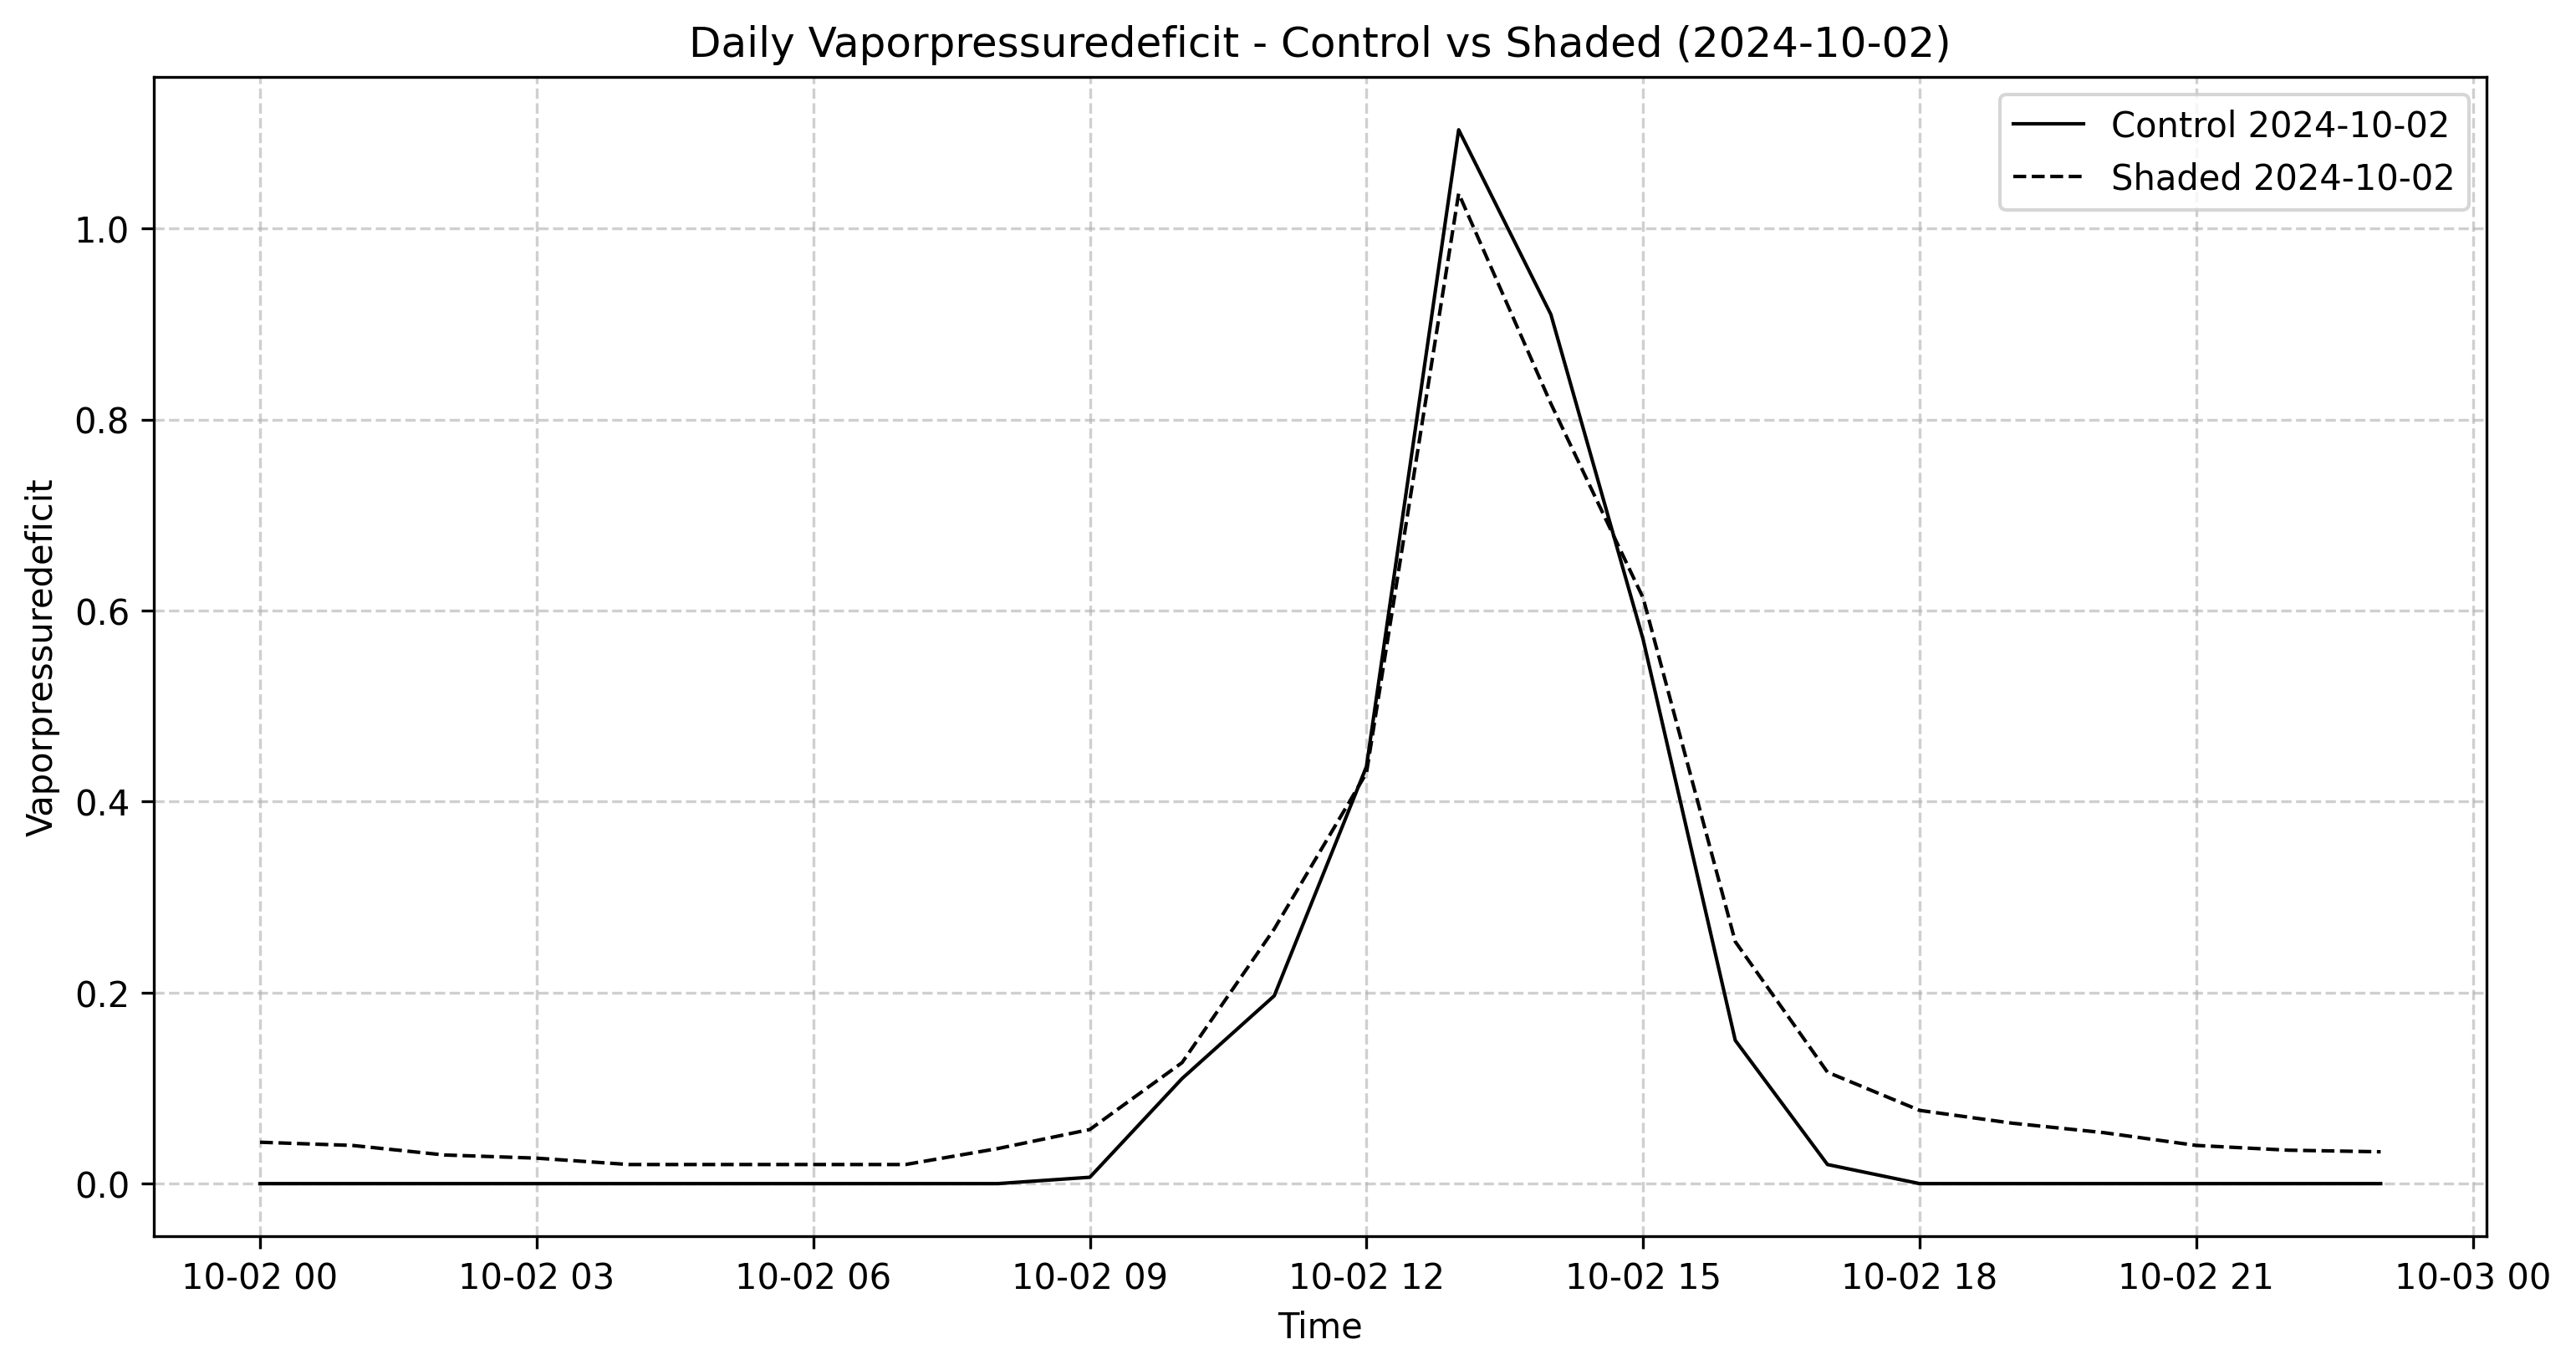 Daily Vaporpressuredeficit - Control vs Shaded (2024-10-02)
Control 2024-10-02
Shaded 2024-10-02
Vaporpressuredeficit
1.0
0.8
0.6
0.4
0.2
0.0
10-02 00 10-02 03 10-02 06 10-02 09 10-02 12 10-02 15 10-02 18 10-02 21 10-03 00
Time